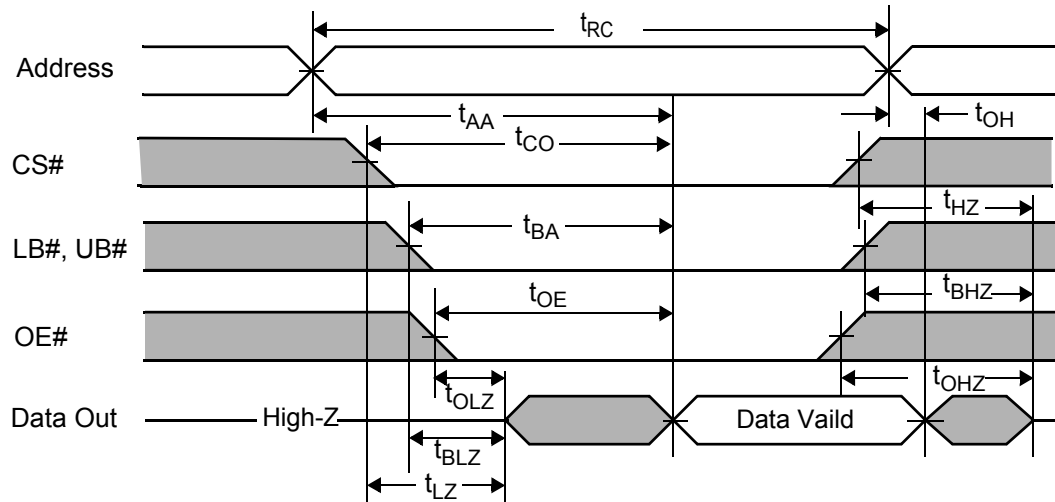 tRC
Address
tAA
tOH
tCO
CS#
tHZ
tBA
LB#, UB#
tOE
tBHZ
OE#
tOLZ
tOHZ
Data Out
High-Z
Data Vaild
tBLZ
tLZ